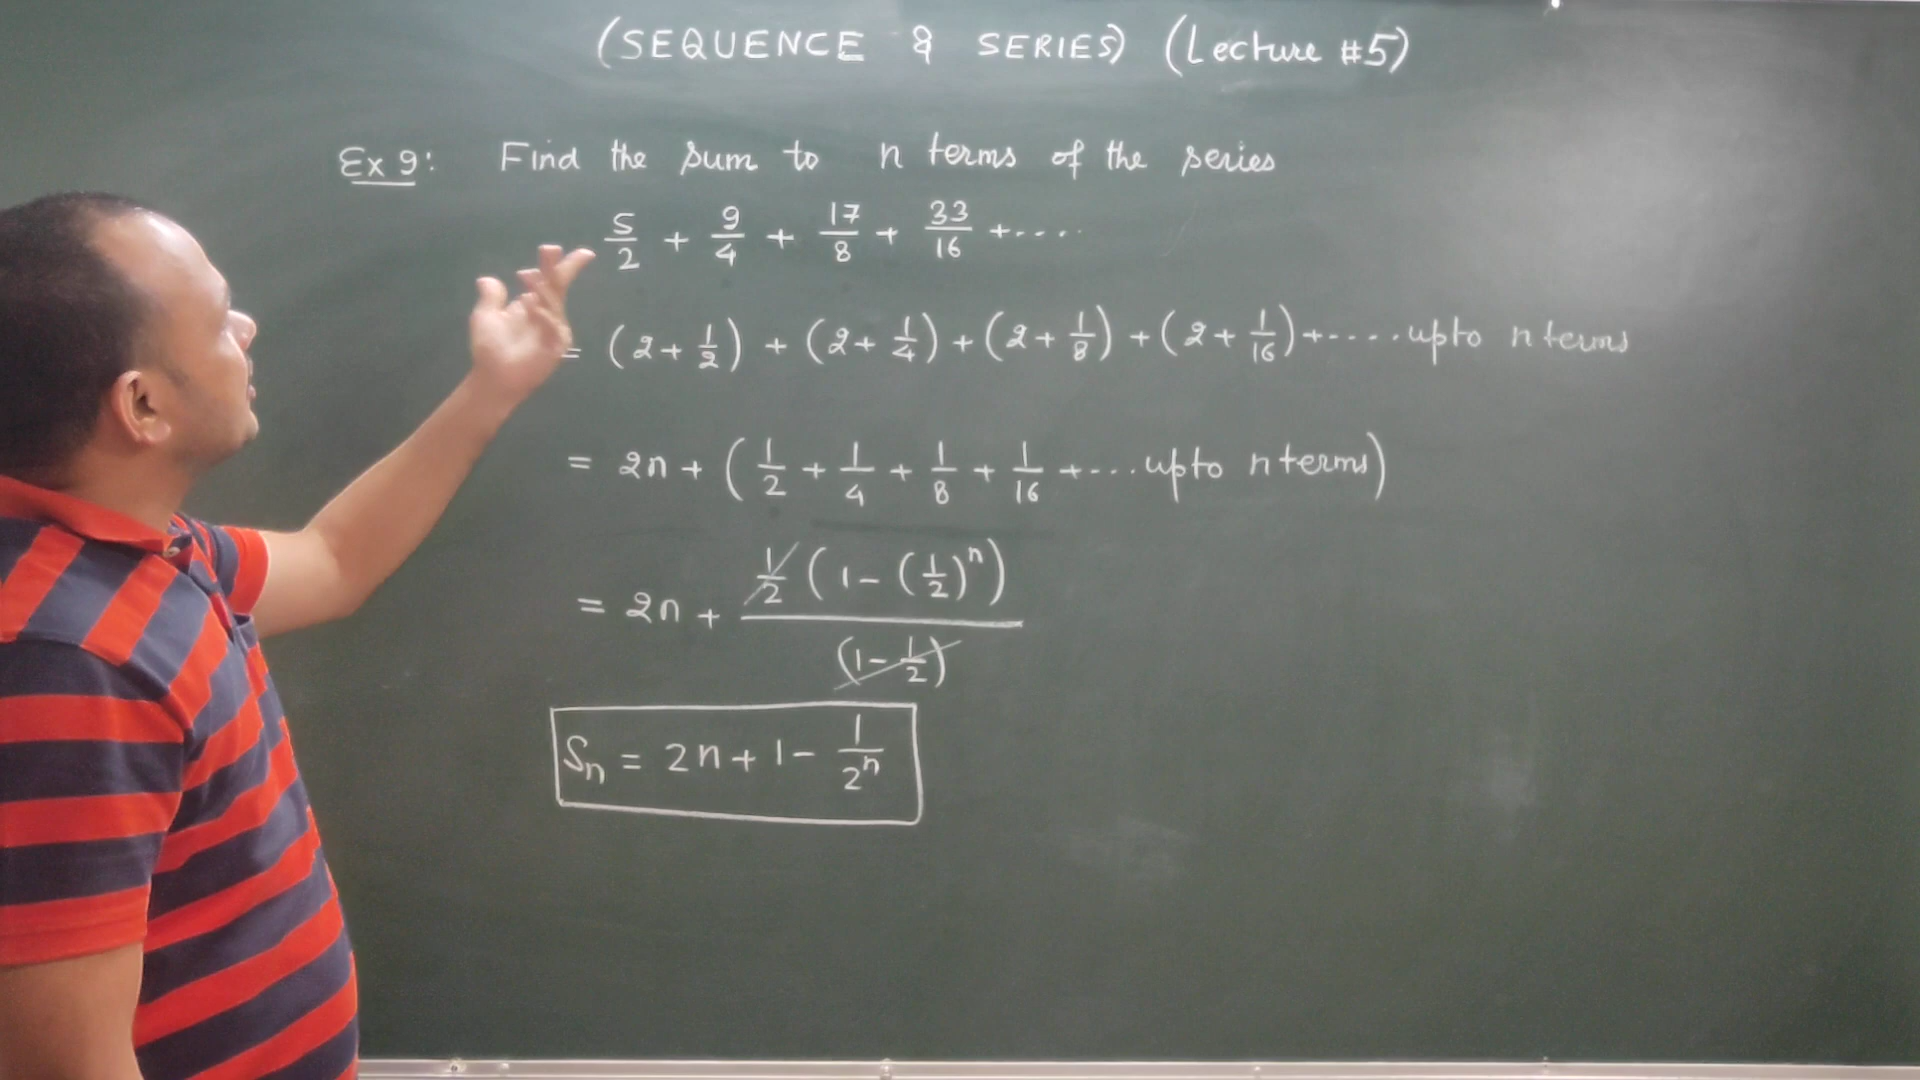 (SEQUENCE & SERIES) (Lecture #5)
Ex 9: Find the sum to n terms of the series
5/2 + 9/4 + 17/8 + 33/16 +....
= (2+1/2) + (2+1/4) + (2+1/8) + (2+1/16) +..... upto n terms
= 2n + (1/2 + 1/4 + 1/8 + 1/16 +.... upto n terms)
= 2n + 1/2 (1-(1/2)^n) / (1-1/2)
Sn = 2n + 1 - 1/2^n